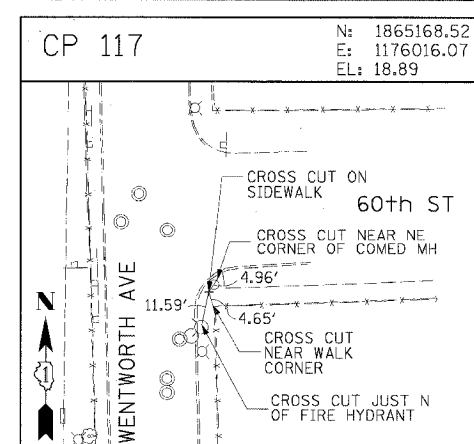 CP 117
N: 1865168.52
E: 1176016.07
EL: 18.89
CROSS CUT ON
SIDEWALK
60th ST
CROSS CUT NEAR NE
CORNER OF COMED MH
4.96'
11.59'
4.65'
N
WENTWORTH AVE
CROSS CUT
NEAR WALK
CORNER
CROSS CUT JUST N
OF FIRE HYDRANT